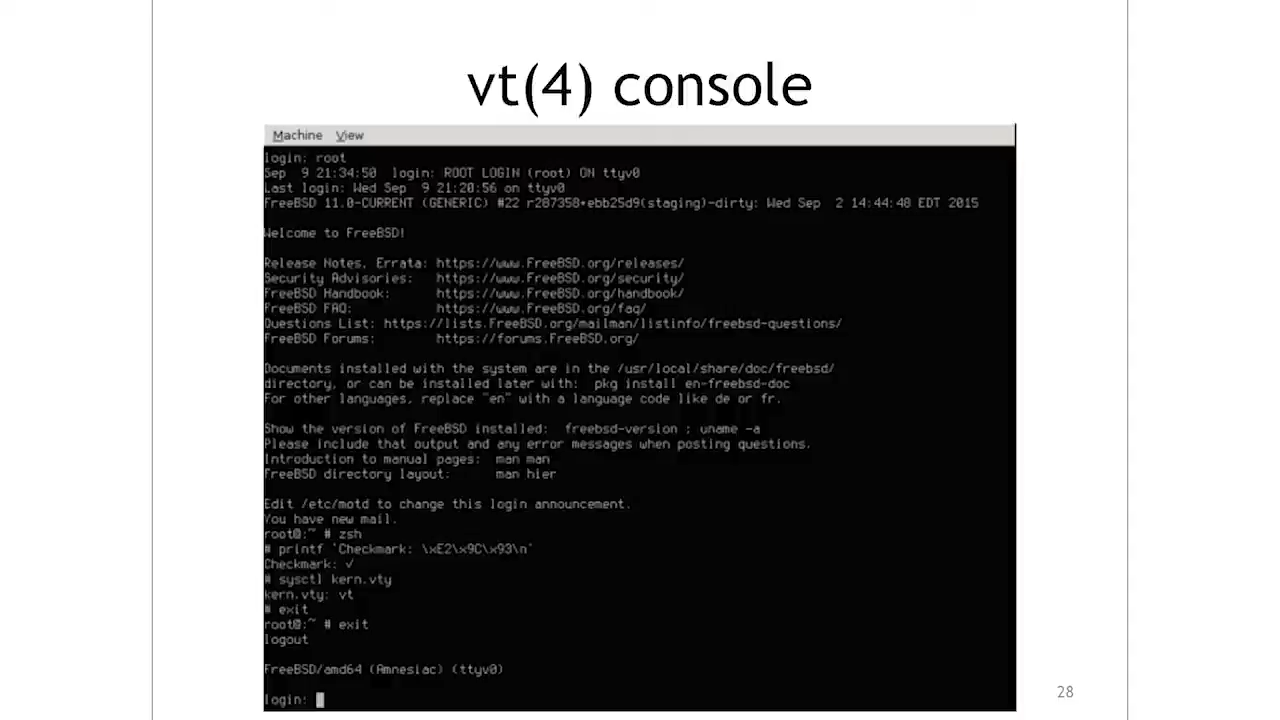 vt(4) console
Machine View
login: root
Sep  9 21:34:50  login: ROOT LOGIN (root) ON ttyv0
Last login: Wed Sep  9 21:20:56 on ttyv0
FreeBSD 11.0-CURRENT (GENERIC) #22 r287358+ebb25d9(staging)-dirty: Wed Sep  2 14:44:48 EDT 2015
Welcome to FreeBSD!
Release Notes, Errata: https://www.FreeBSD.org/releases/
Security Advisories:   https://www.FreeBSD.org/security/
FreeBSD Handbook:      https://www.FreeBSD.org/handbook/
FreeBSD FAQ:           https://www.FreeBSD.org/faq/
Questions List: https://lists.FreeBSD.org/mailman/listinfo/freebsd-questions/
FreeBSD Forums:        https://forums.FreeBSD.org/
Documents installed with the system are in the /usr/local/share/doc/freebsd/
directory, or can be installed later with:  pkg install en-freebsd-doc
For other languages, replace "en" with a language code like de or fr.
Show the version of FreeBSD installed:  freebsd-version ; uname -a
Please include that output and any error messages when posting questions.
Introduction to manual pages:  man man
FreeBSD directory layout:      man hier
Edit /etc/motd to change this login announcement.
You have new mail.
root@:~ # zsh
# printf 'Checkmark: \xE2\x9C\x93\n'
Checkmark: ✓
# sysctl kern.vty
kern.vty: vt
# exit
root@:~ # exit
logout
FreeBSD/amd64 (Amnesiac) (ttyv0)
login:
28